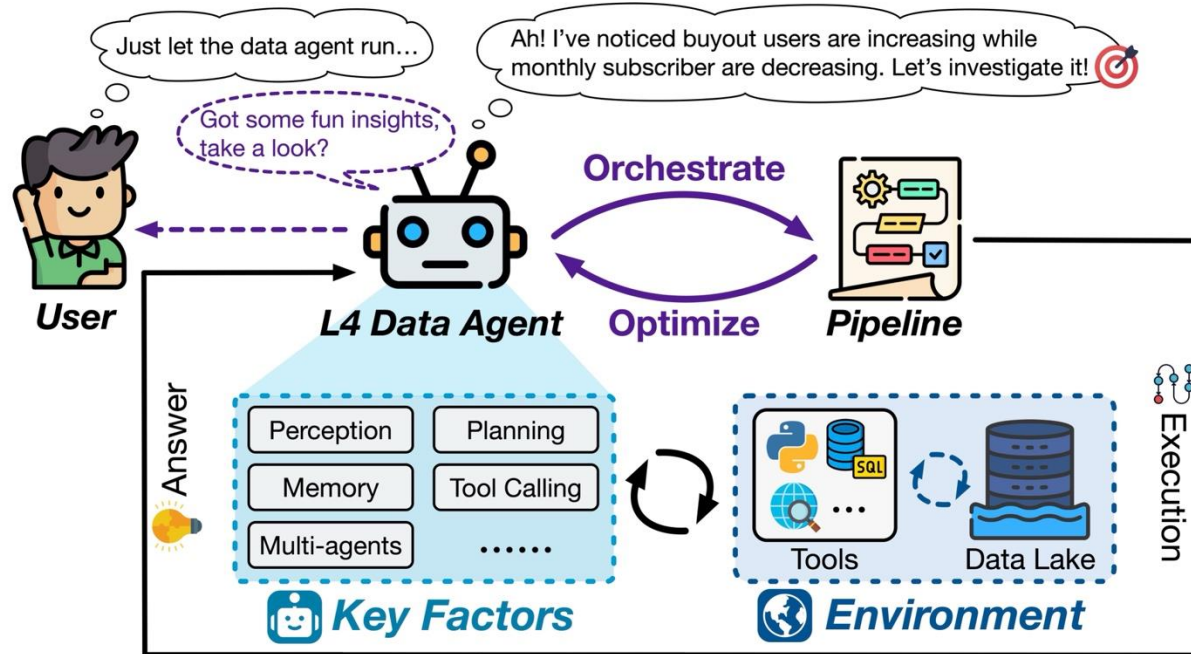 Just let the data agent run…
Ah! I've noticed buyout users are increasing while
monthly subscriber are decreasing. Let's investigate it!
Got some fun insights,
take a look?
Orchestrate
Optimize
User
L4 Data Agent
Pipeline
Answer
Perception
Planning
Memory
Tool Calling
Multi-agents
......
Key Factors
SQL
...
Tools
Data Lake
Environment
Execution